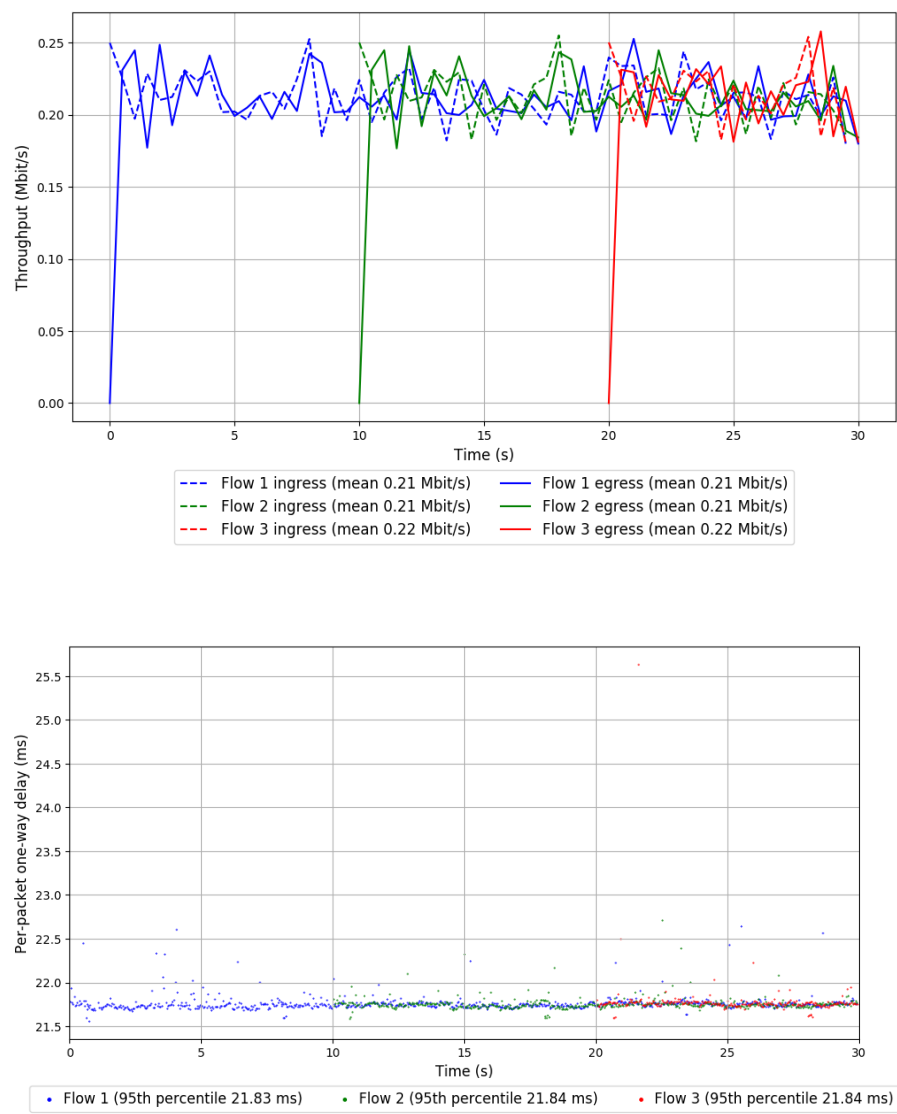 0.25
0.20
0.15
0.10
0.05
0.00
Throughput (Mbit/s)
0 5 10 15 20 25 30
Time (s)
Flow 1 ingress (mean 0.21 Mbit/s) Flow 1 egress (mean 0.21 Mbit/s)
Flow 2 ingress (mean 0.21 Mbit/s) Flow 2 egress (mean 0.21 Mbit/s)
Flow 3 ingress (mean 0.22 Mbit/s) Flow 3 egress (mean 0.22 Mbit/s)
25.5
25.0
24.5
24.0
23.5
23.0
22.5
22.0
21.5
Per-packet one-way delay (ms)
0 5 10 15 20 25 30
Time (s)
Flow 1 (95th percentile 21.83 ms) Flow 2 (95th percentile 21.84 ms) Flow 3 (95th percentile 21.84 ms)